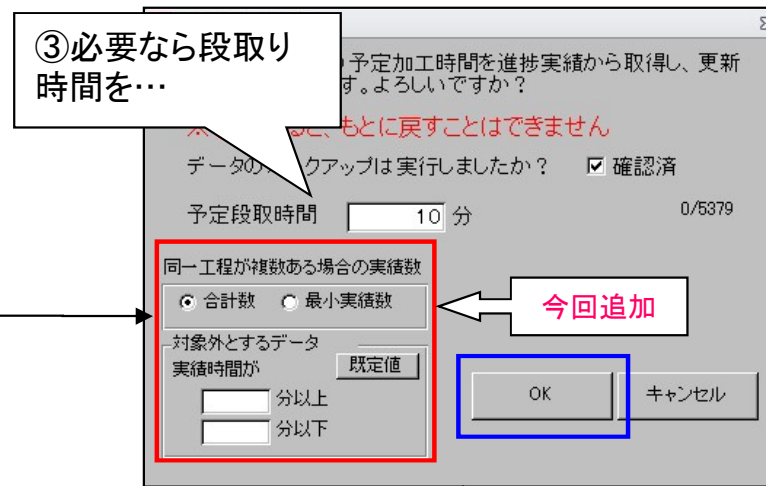 ③必要なら段取り
時間を…
予定加工時間を進捗実績から取得し、更新
す。よろしいですか？
と、もとに戻すことはできません
データの クアップは実行しましたか？ 確認済
予定段取時間 10 分 0/5379
同一工程が複数ある場合の実績数
合計数 最小実績数
今回追加
対象外とするデータ
実績時間が 既定値
分以上
分以下
OK キャンセル